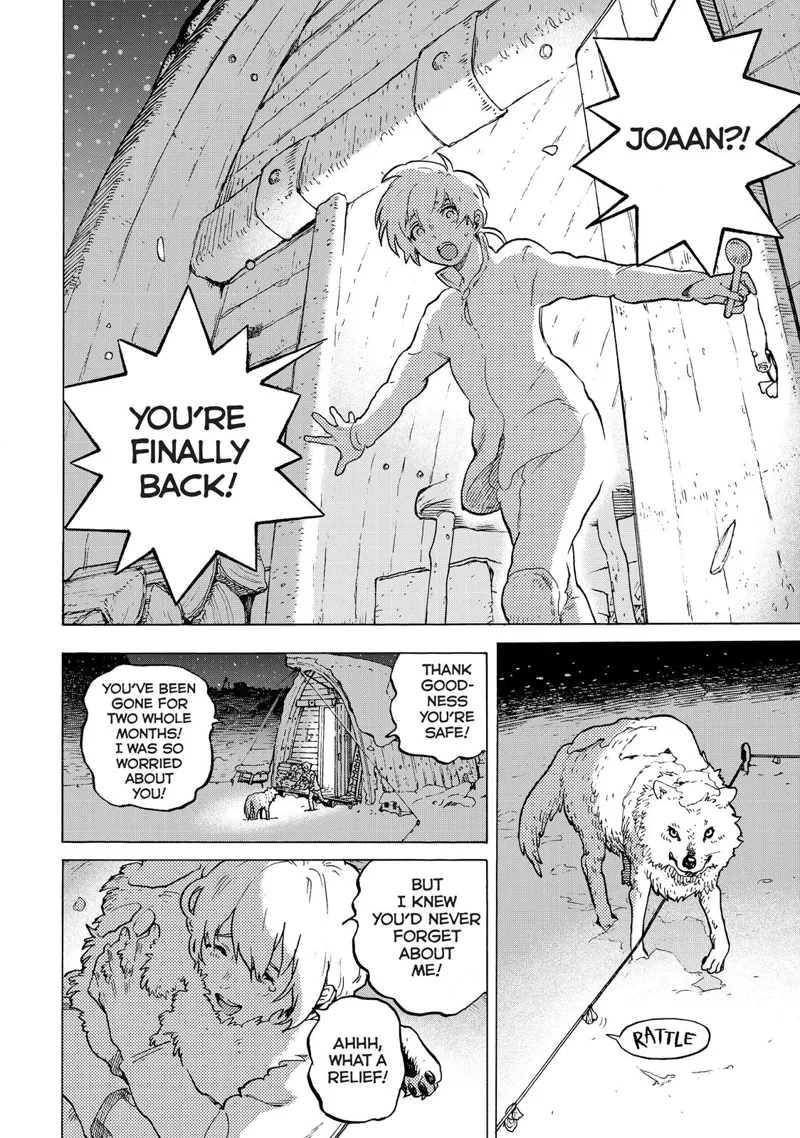 JOAAN?!
YOU'RE
FINALLY
BACK!
THANK
GOOD-
NESS
YOU'RE
SAFE!
YOU'VE BEEN
GONE FOR
TWO WHOLE
MONTHS!
I WAS SO
WORRIED
ABOUT
YOU!
RATTLE
BUT
I KNEW
YOU'D NEVER
FORGET
ABOUT
ME!
AHHH,
WHAT A
RELIEF!